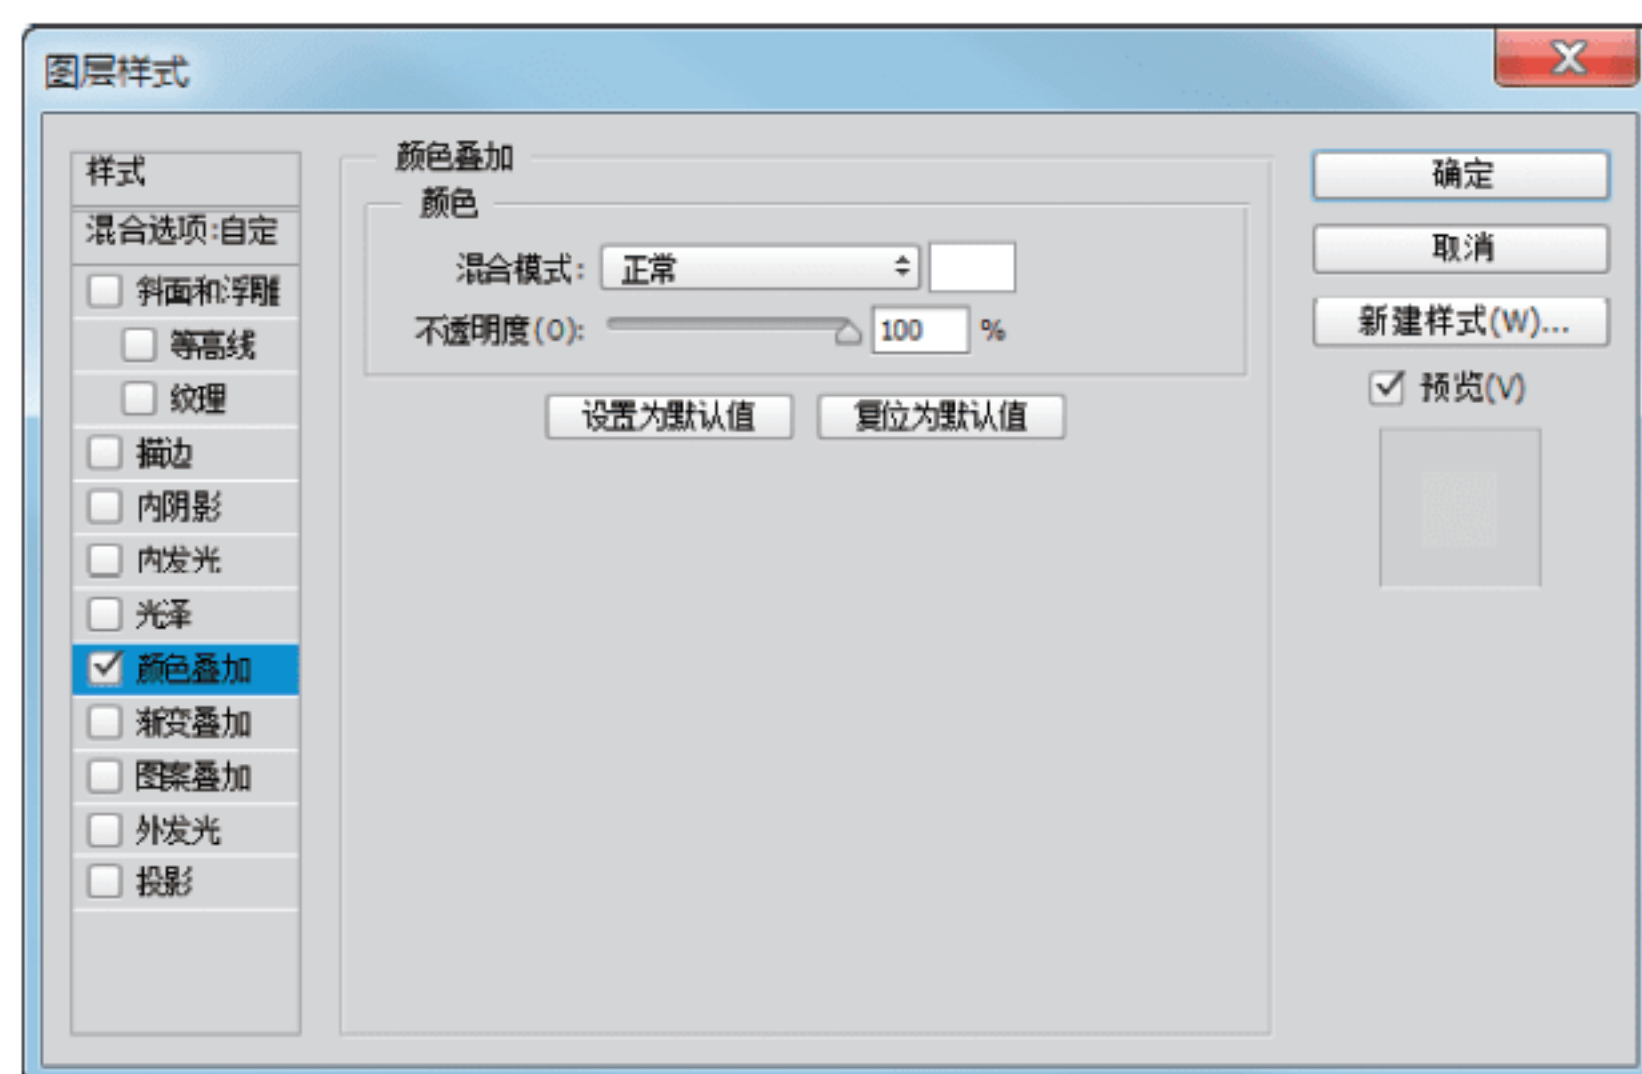 图层样式
样式
混合选项:自定
斜面和浮雕
等高线
纹理
描边
内阴影
内发光
光泽
颜色叠加
渐变叠加
图案叠加
外发光
投影
颜色叠加
颜色
混合模式: 正常
不透明度(O): 100 %
设置为默认值 复位为默认值
确定
取消
新建样式(W)...
预览(V)